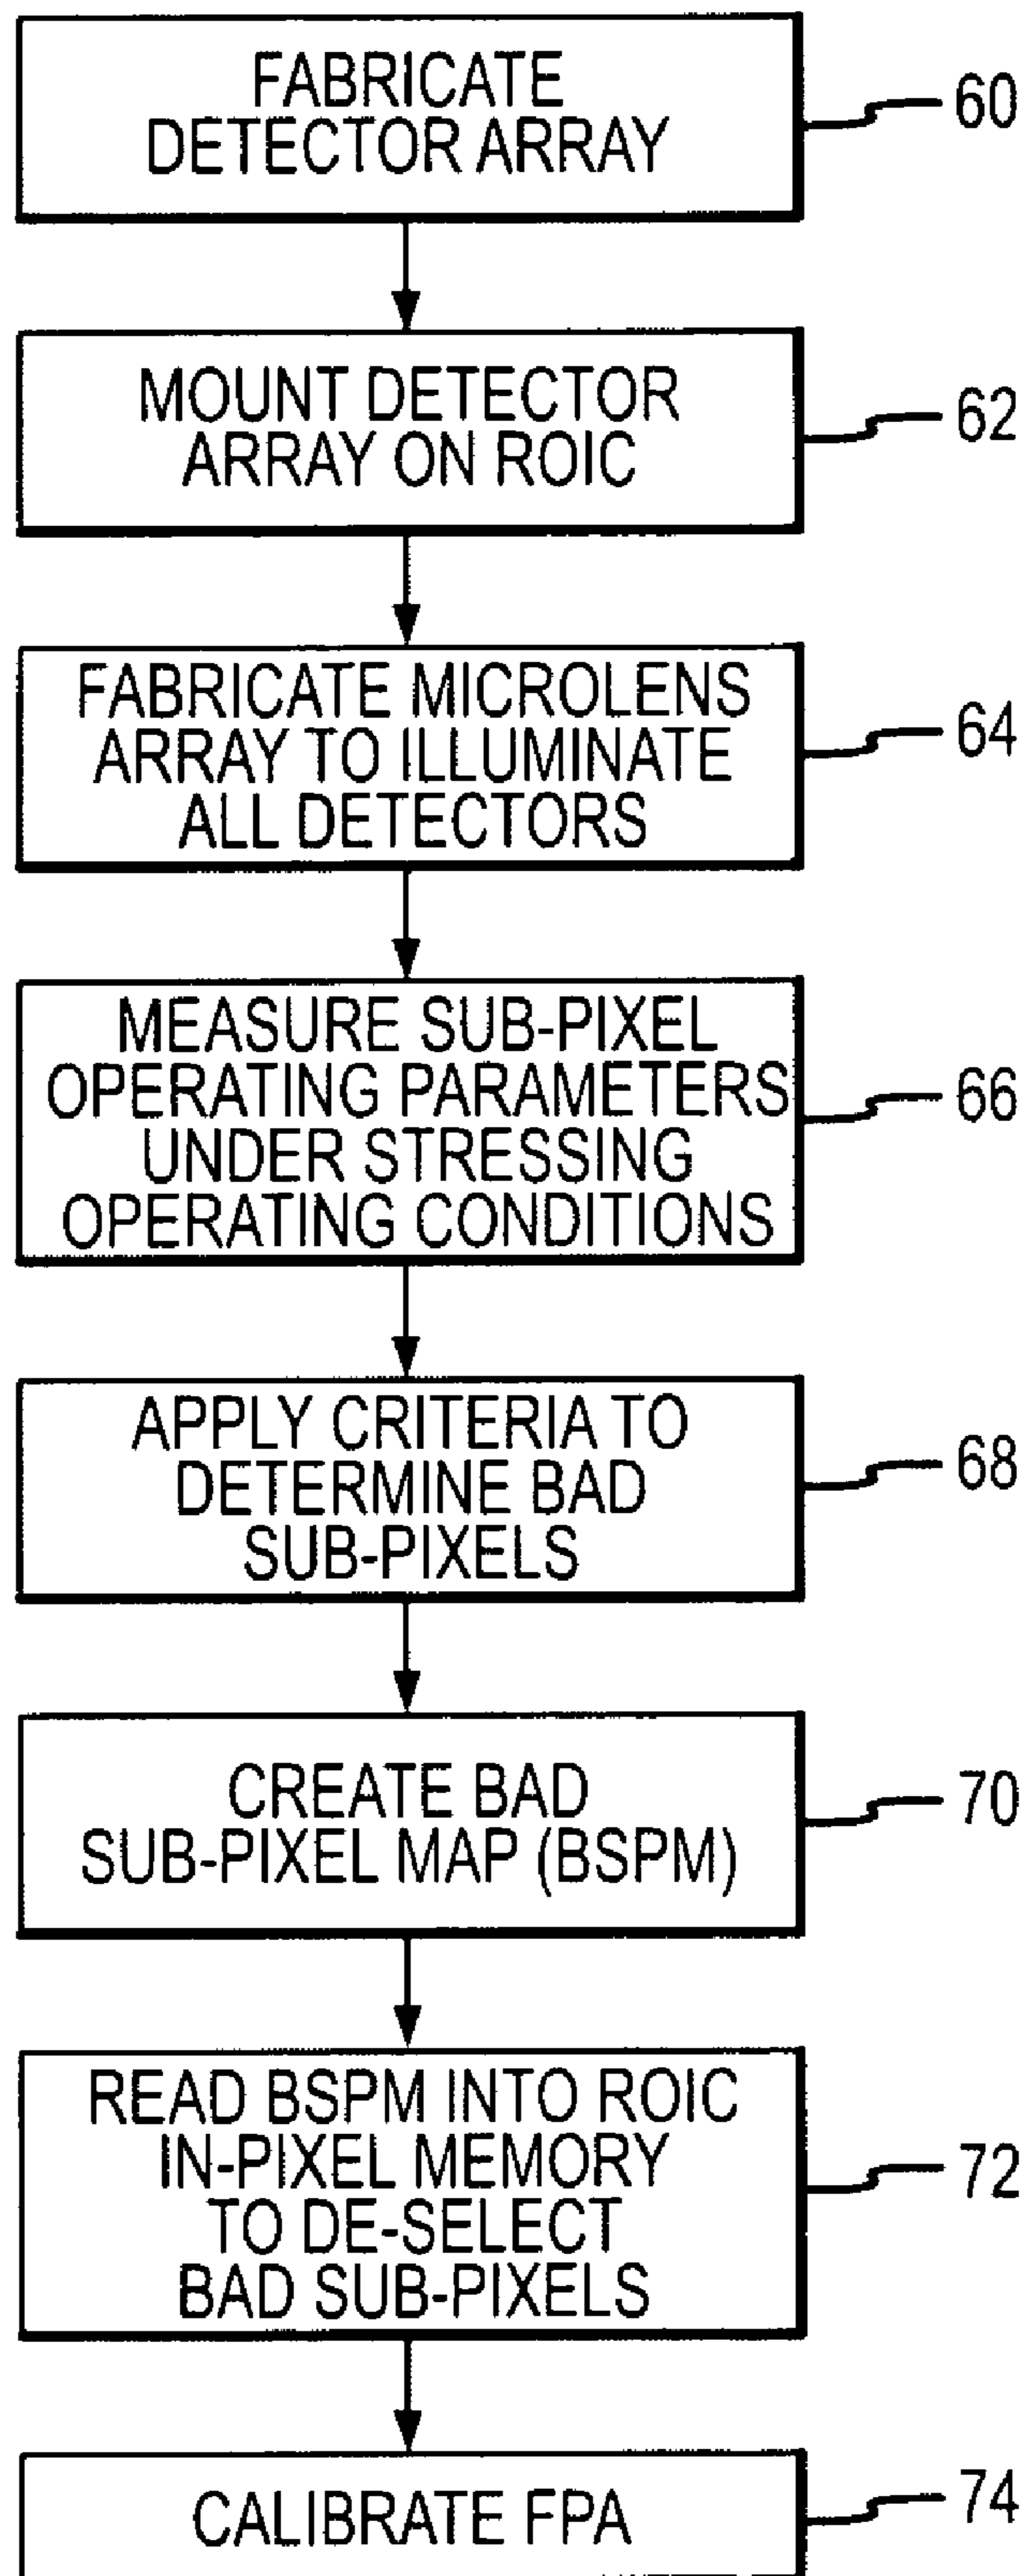 FABRICATE
DETECTOR ARRAY
60
MOUNT DETECTOR
ARRAY ON ROIC
62
FABRICATE MICROLENS
ARRAY TO ILLUMINATE
ALL DETECTORS
64
MEASURE SUB-PIXEL
OPERATING PARAMETERS
UNDER STRESSING
OPERATING CONDITIONS
66
APPLY CRITERIA TO
DETERMINE BAD
SUB-PIXELS
68
CREATE BAD
SUB-PIXEL MAP (BSPM)
70
READ BSPM INTO ROIC
IN-PIXEL MEMORY
TO DE-SELECT
BAD SUB-PIXELS
72
CALIBRATE FPA
74